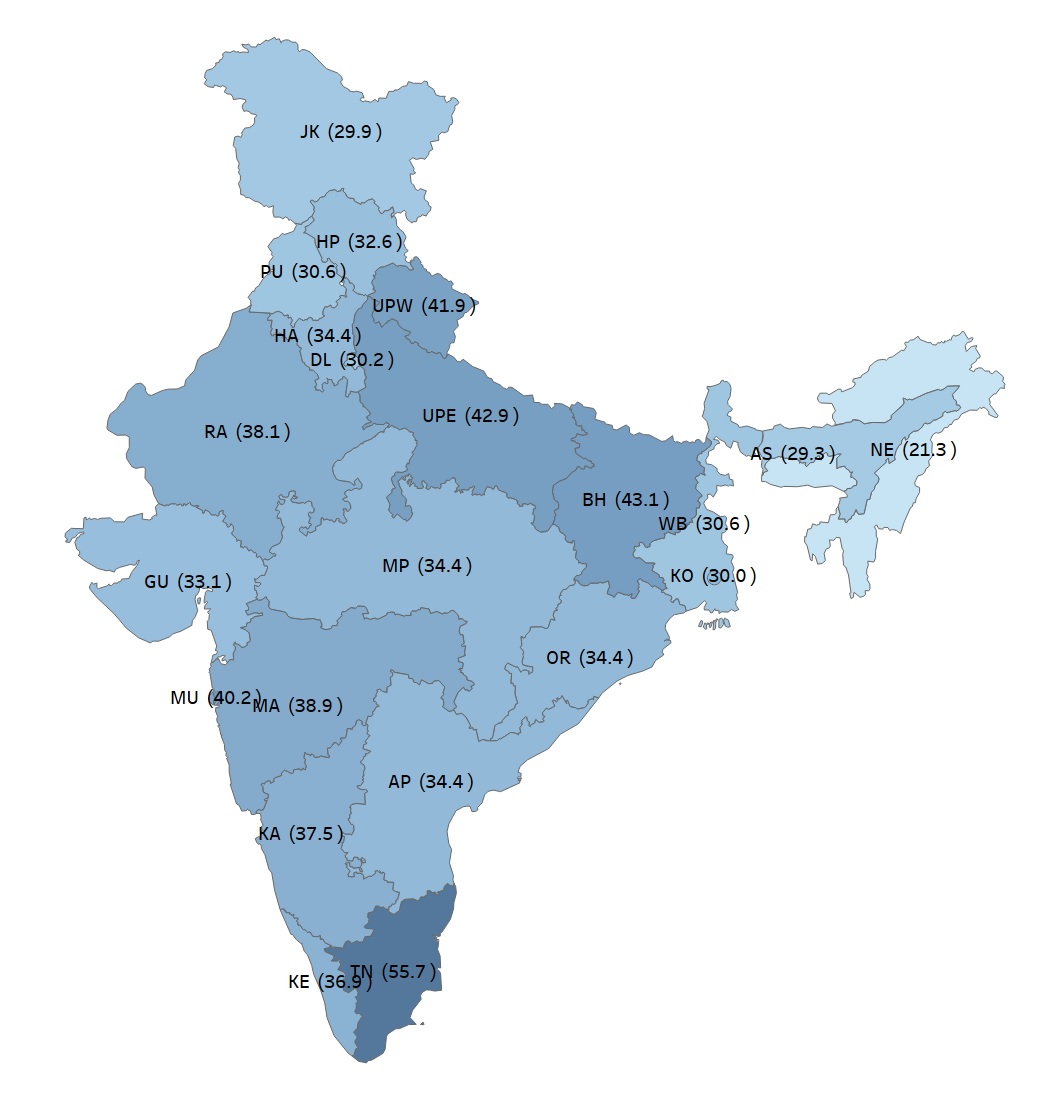 JK (29.9)
HP (32.6)
PU (30.6)
UPW (41.9)
HA (34.4)
DL (30.2)
UPE (42.9)
RA (38.1)
NE (21.3)
AS (29.3)
BH (43.1)
WB (30.6)
MP (34.4)
KO (30.0)
GU (33.1)
OR (34.4)
MU (40.2)
MA (38.9)
AP (34.4)
KA (37.5)
TN (55.7)
KE (36.9)